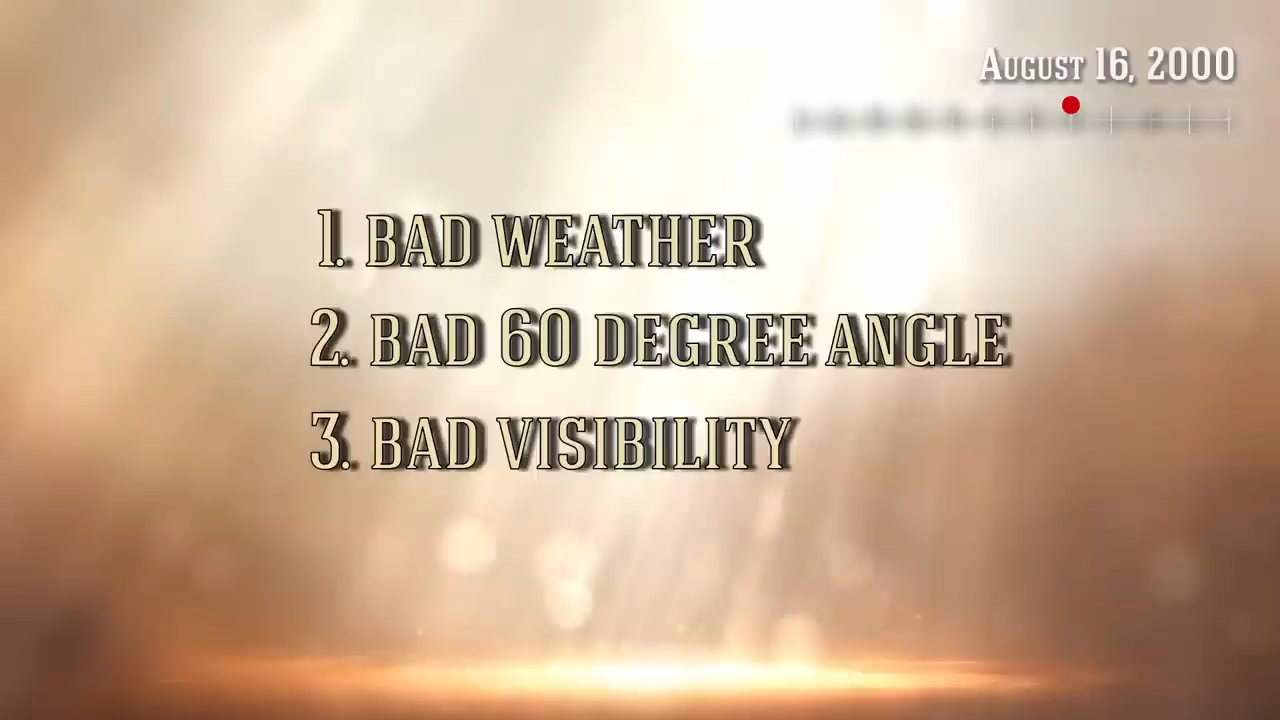 August 16, 2000
1. BAD WEATHER
2. BAD 60 DEGREE ANGLE
3. BAD VISIBILITY